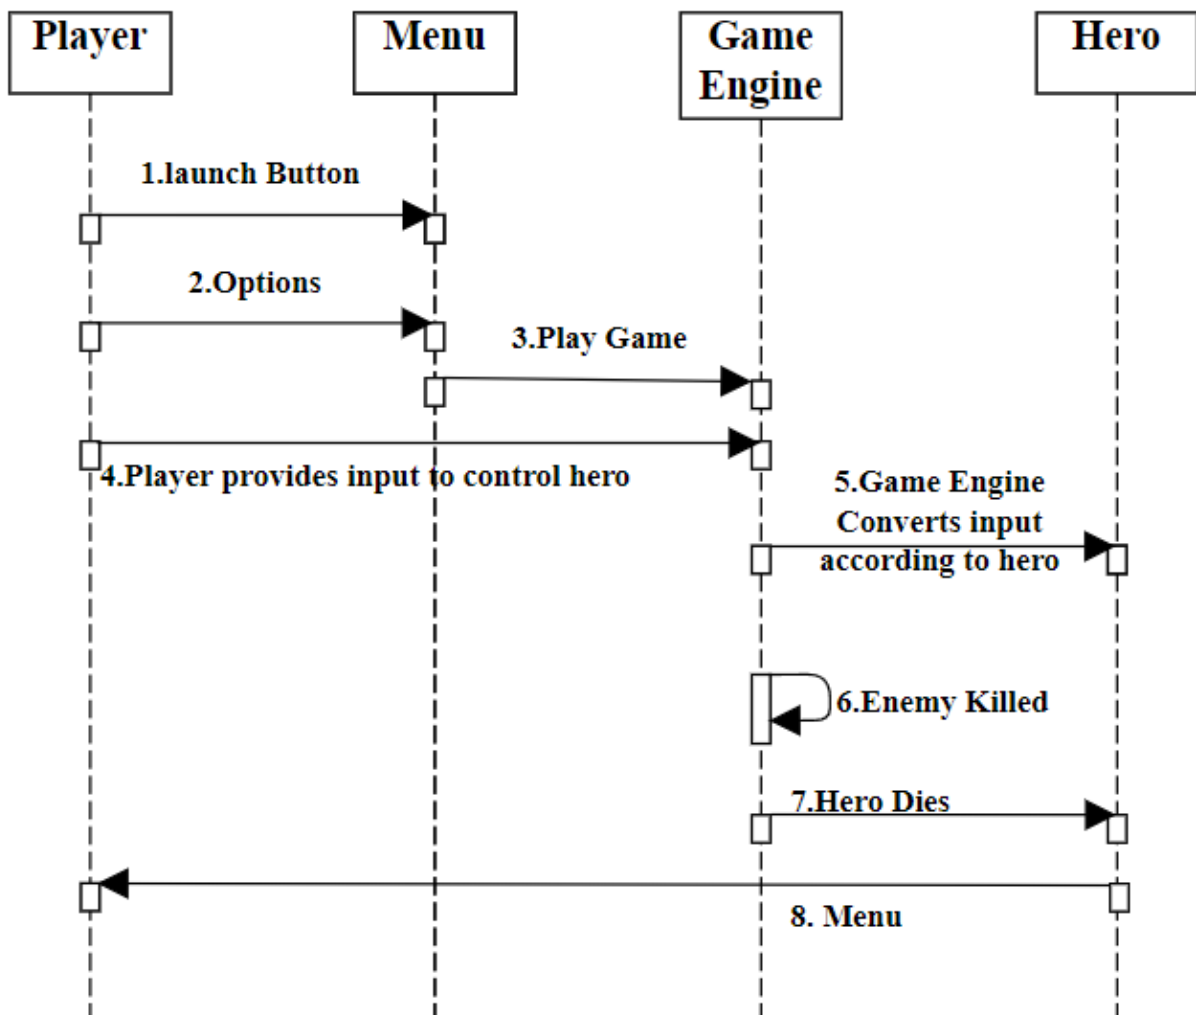 Player
Menu
Game
Engine
Hero
1.launch Button
2.Options
3.Play Game
4.Player provides input to control hero
5.Game Engine
Converts input
according to hero
6.Enemy Killed
7.Hero Dies
8. Menu